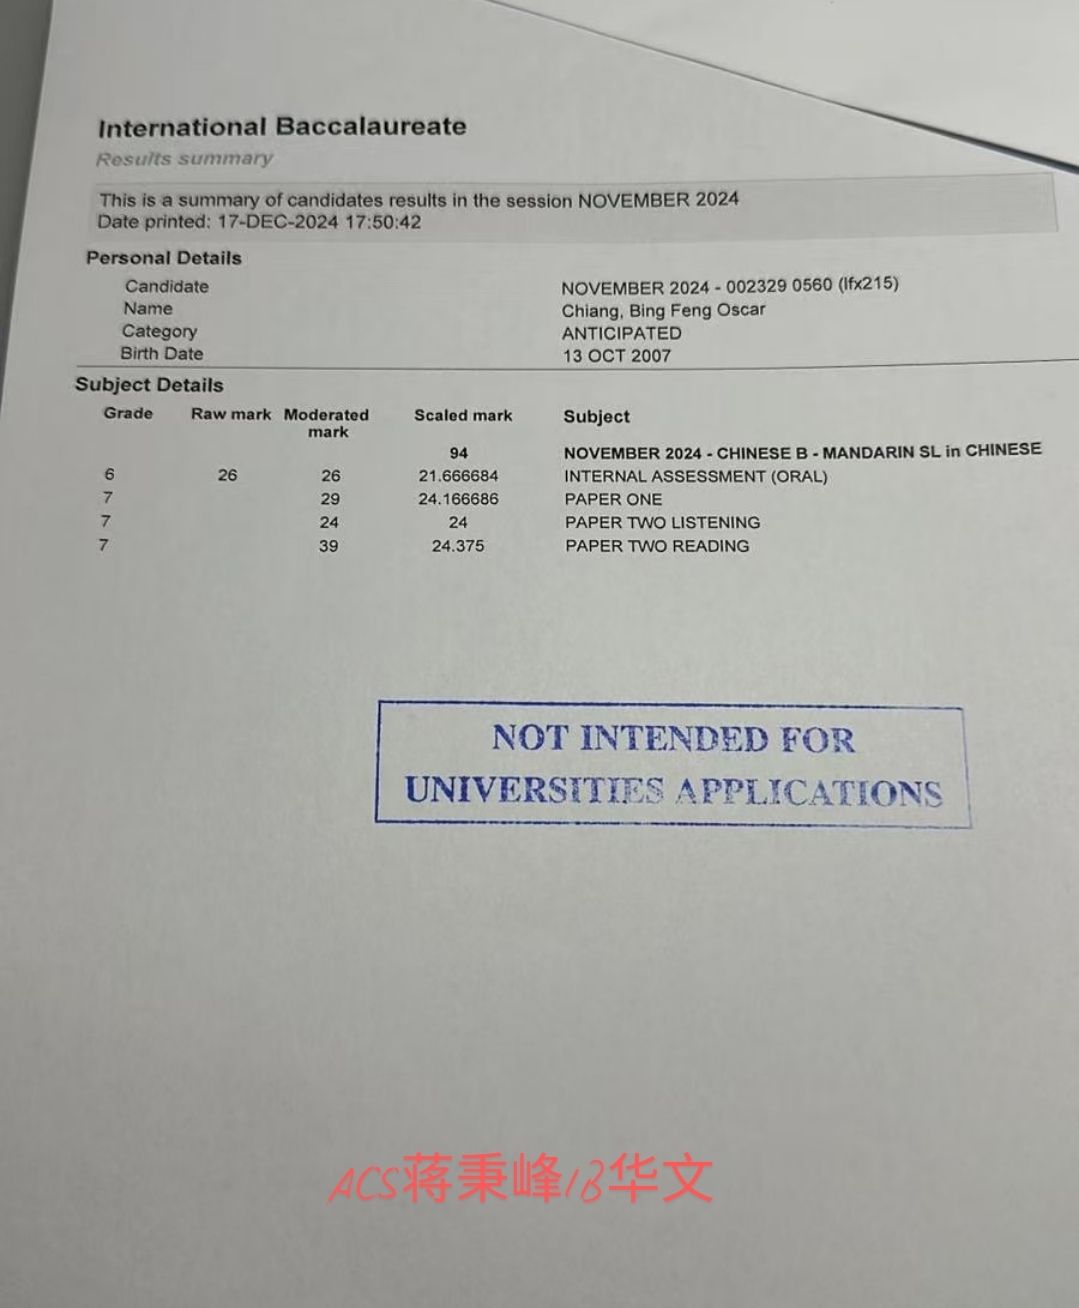 International Baccalaureate
Results summary
This is a summary of candidates results in the session NOVEMBER 2024
Date printed: 17-DEC-2024 17:50:42
Personal Details
Candidate NOVEMBER 2024 - 002329 0560 (lfx215)
Name Chiang, Bing Feng Oscar
Category ANTICIPATED
Birth Date 13 OCT 2007
Subject Details
Grade Raw mark Moderated mark Scaled mark Subject
94 NOVEMBER 2024 - CHINESE B - MANDARIN SL in CHINESE
6 26 26 21.666684 INTERNAL ASSESSMENT (ORAL)
7 29 24.166686 PAPER ONE
7 24 24 PAPER TWO LISTENING
7 39 24.375 PAPER TWO READING
NOT INTENDED FOR
UNIVERSITIES APPLICATIONS
ACS蒋秉峰IB华文